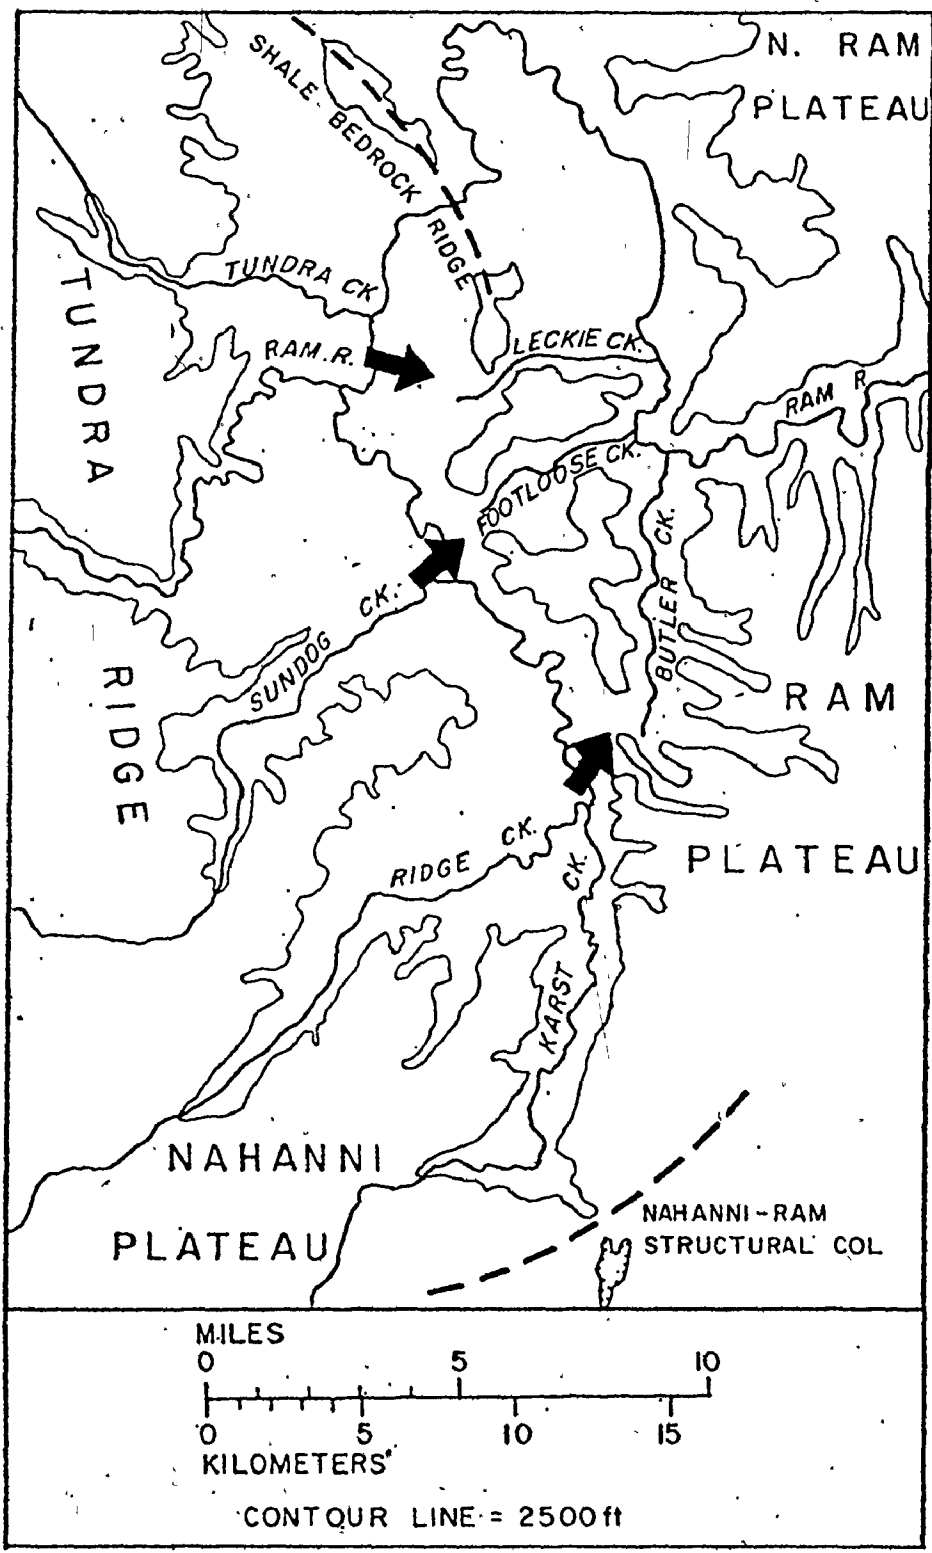 N. RAM
PLATEAU
SHALE BEDROCK RIDGE
TUNDRA CK
TUNDRA
RIDGE
RAM. R.
LECKIE CK.
RAM R
FOOTLOOSE CK.
BUTLER CK.
SUNDOG CK.
RAM
PLATEAU
RIDGE CK.
KARST CK.
NAHANNI
PLATEAU
NAHANNI-RAM
STRUCTURAL COL
MILES
0 5 10
0 5 10 15
KILOMETERS
CONTOUR LINE = 2500ft